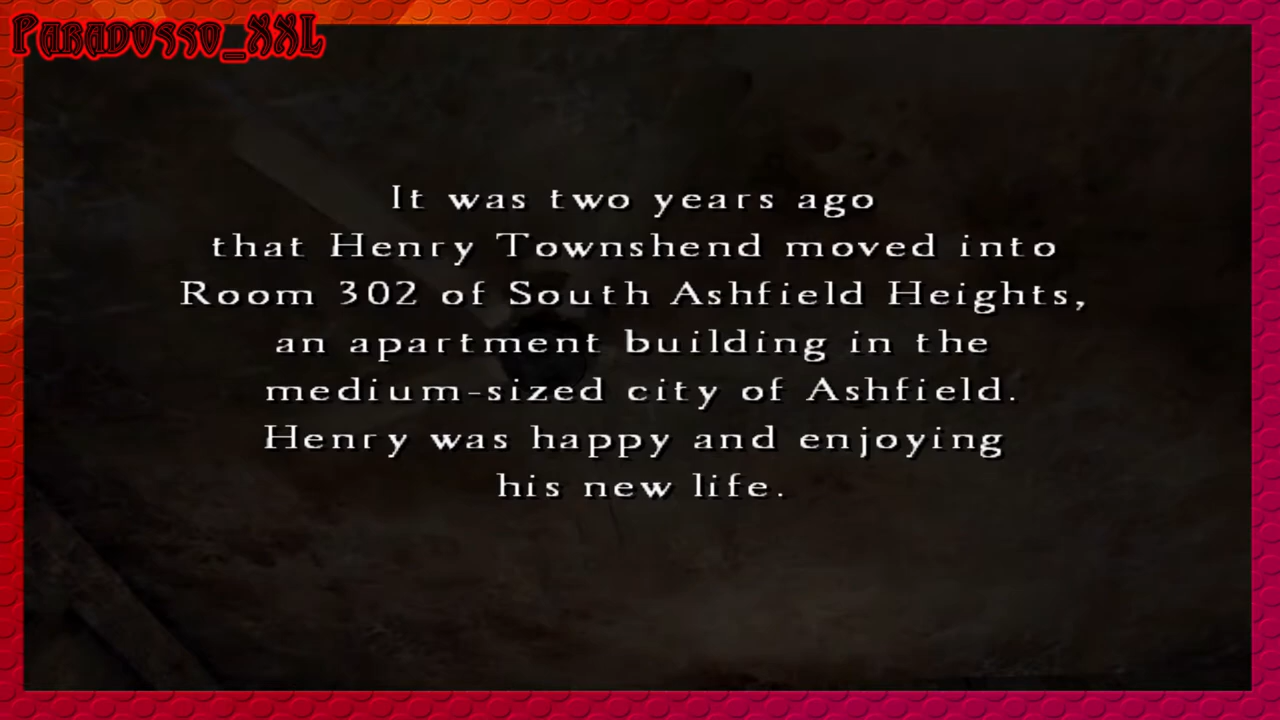 Paradosso_XXL
It was two years ago
that Henry Townshend moved into
Room 302 of South Ashfield Heights,
an apartment building in the
medium-sized city of Ashfield.
Henry was happy and enjoying
his new life.